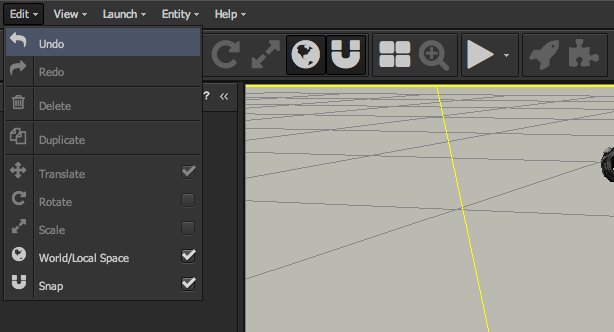 Edit View Launch Entity Help
Undo
Redo
? «
Delete
Duplicate
Translate
Rotate
Scale
World/Local Space
Snap